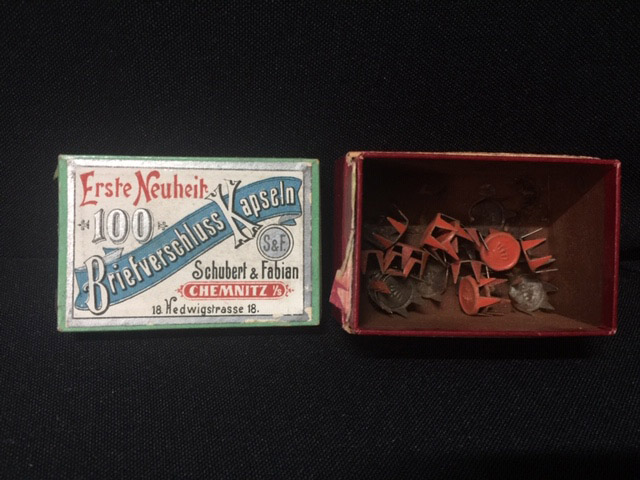 Erste Neuheit
100
Briefverschluss Kapseln
S&F
Schubert & Fabian
CHEMNITZ i/S
18. Hedwigstrasse 18.